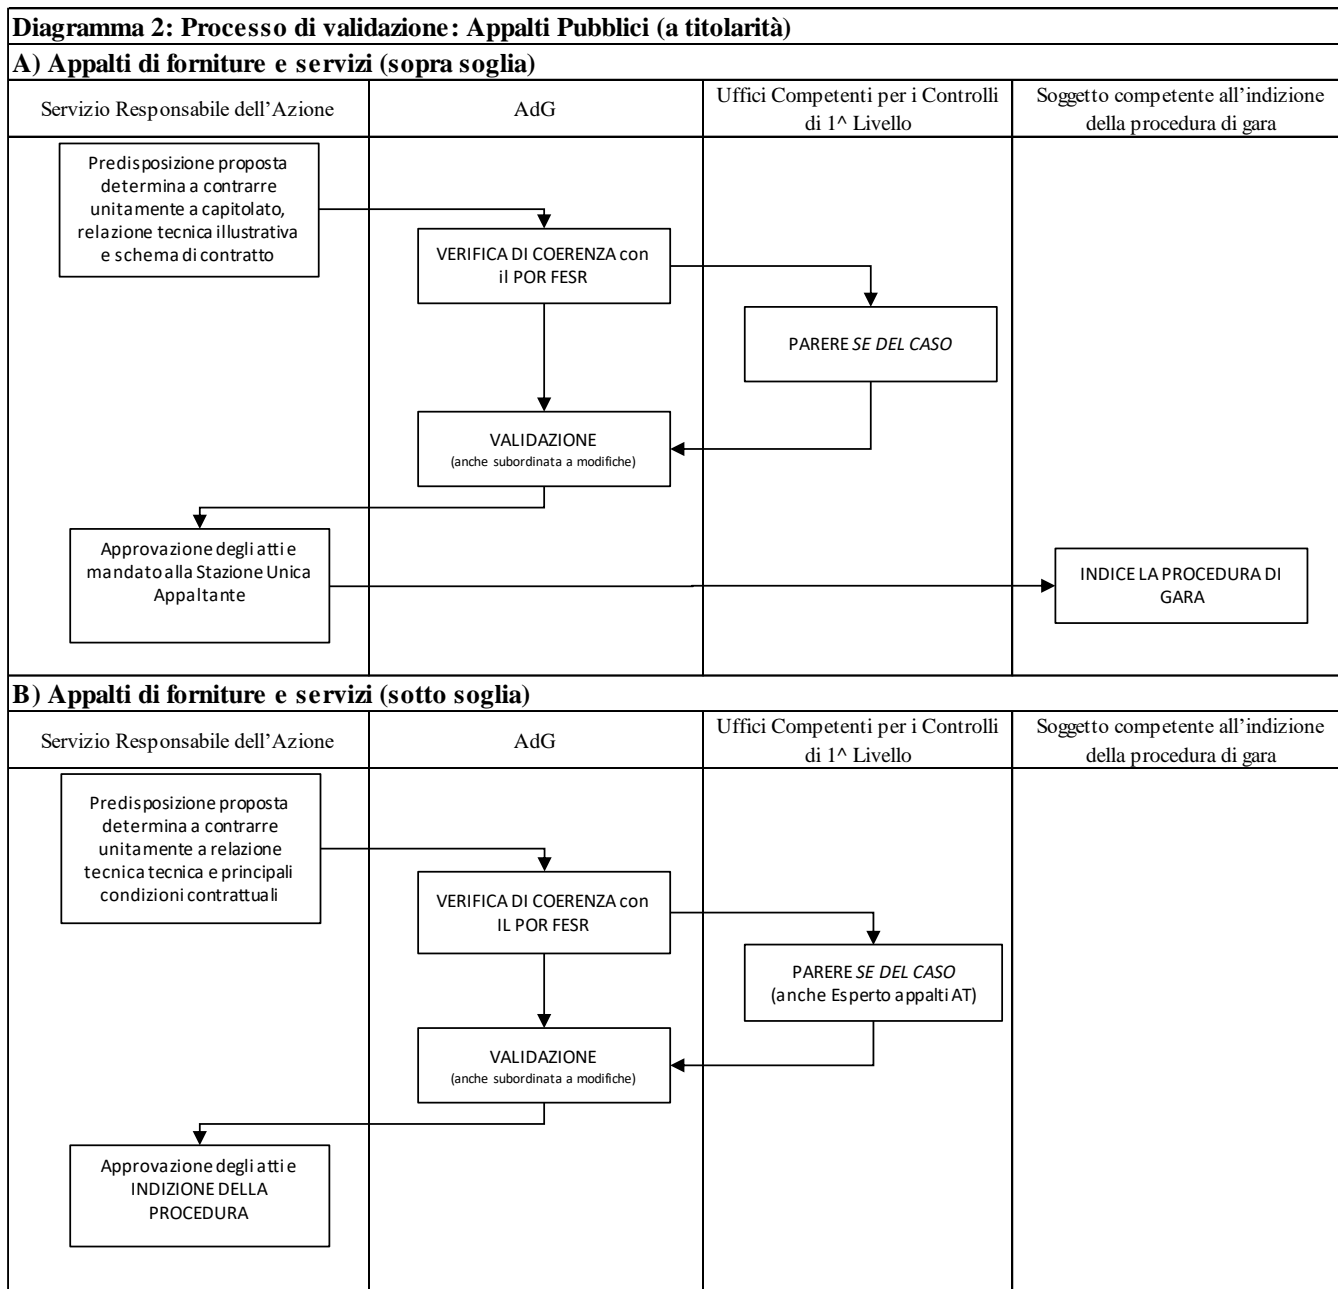 Diagramma 2: Processo di validazione: Appalti Pubblici (a titolarità)
A) Appalti di forniture e servizi (sopra soglia)
Servizio Responsabile dell'Azione
AdG
Uffici Competenti per i Controlli
di 1^ Livello
Soggetto competente all'indizione
della procedura di gara
Predisposizione proposta
determina a contrarre
unitamente a capitolato,
relazione tecnica illustrativa
e schema di contratto
VERIFICA DI COERENZA con
il POR FESR
PARERE SE DEL CASO
VALIDAZIONE
(anche subordinata a modifiche)
Approvazione degli atti e
mandato alla Stazione Unica
Appaltante
INDICE LA PROCEDURA DI
GARA
B) Appalti di forniture e servizi (sotto soglia)
Servizio Responsabile dell'Azione
AdG
Uffici Competenti per i Controlli
di 1^ Livello
Soggetto competente all'indizione
della procedura di gara
Predisposizione proposta
determina a contrarre
unitamente a relazione
tecnica tecnica e principali
condizioni contrattuali
VERIFICA DI COERENZA con
IL POR FESR
PARERE SE DEL CASO
(anche Esperto appalti AT)
VALIDAZIONE
(anche subordinata a modifiche)
Approvazione degli atti e
INDIZIONE DELLA
PROCEDURA